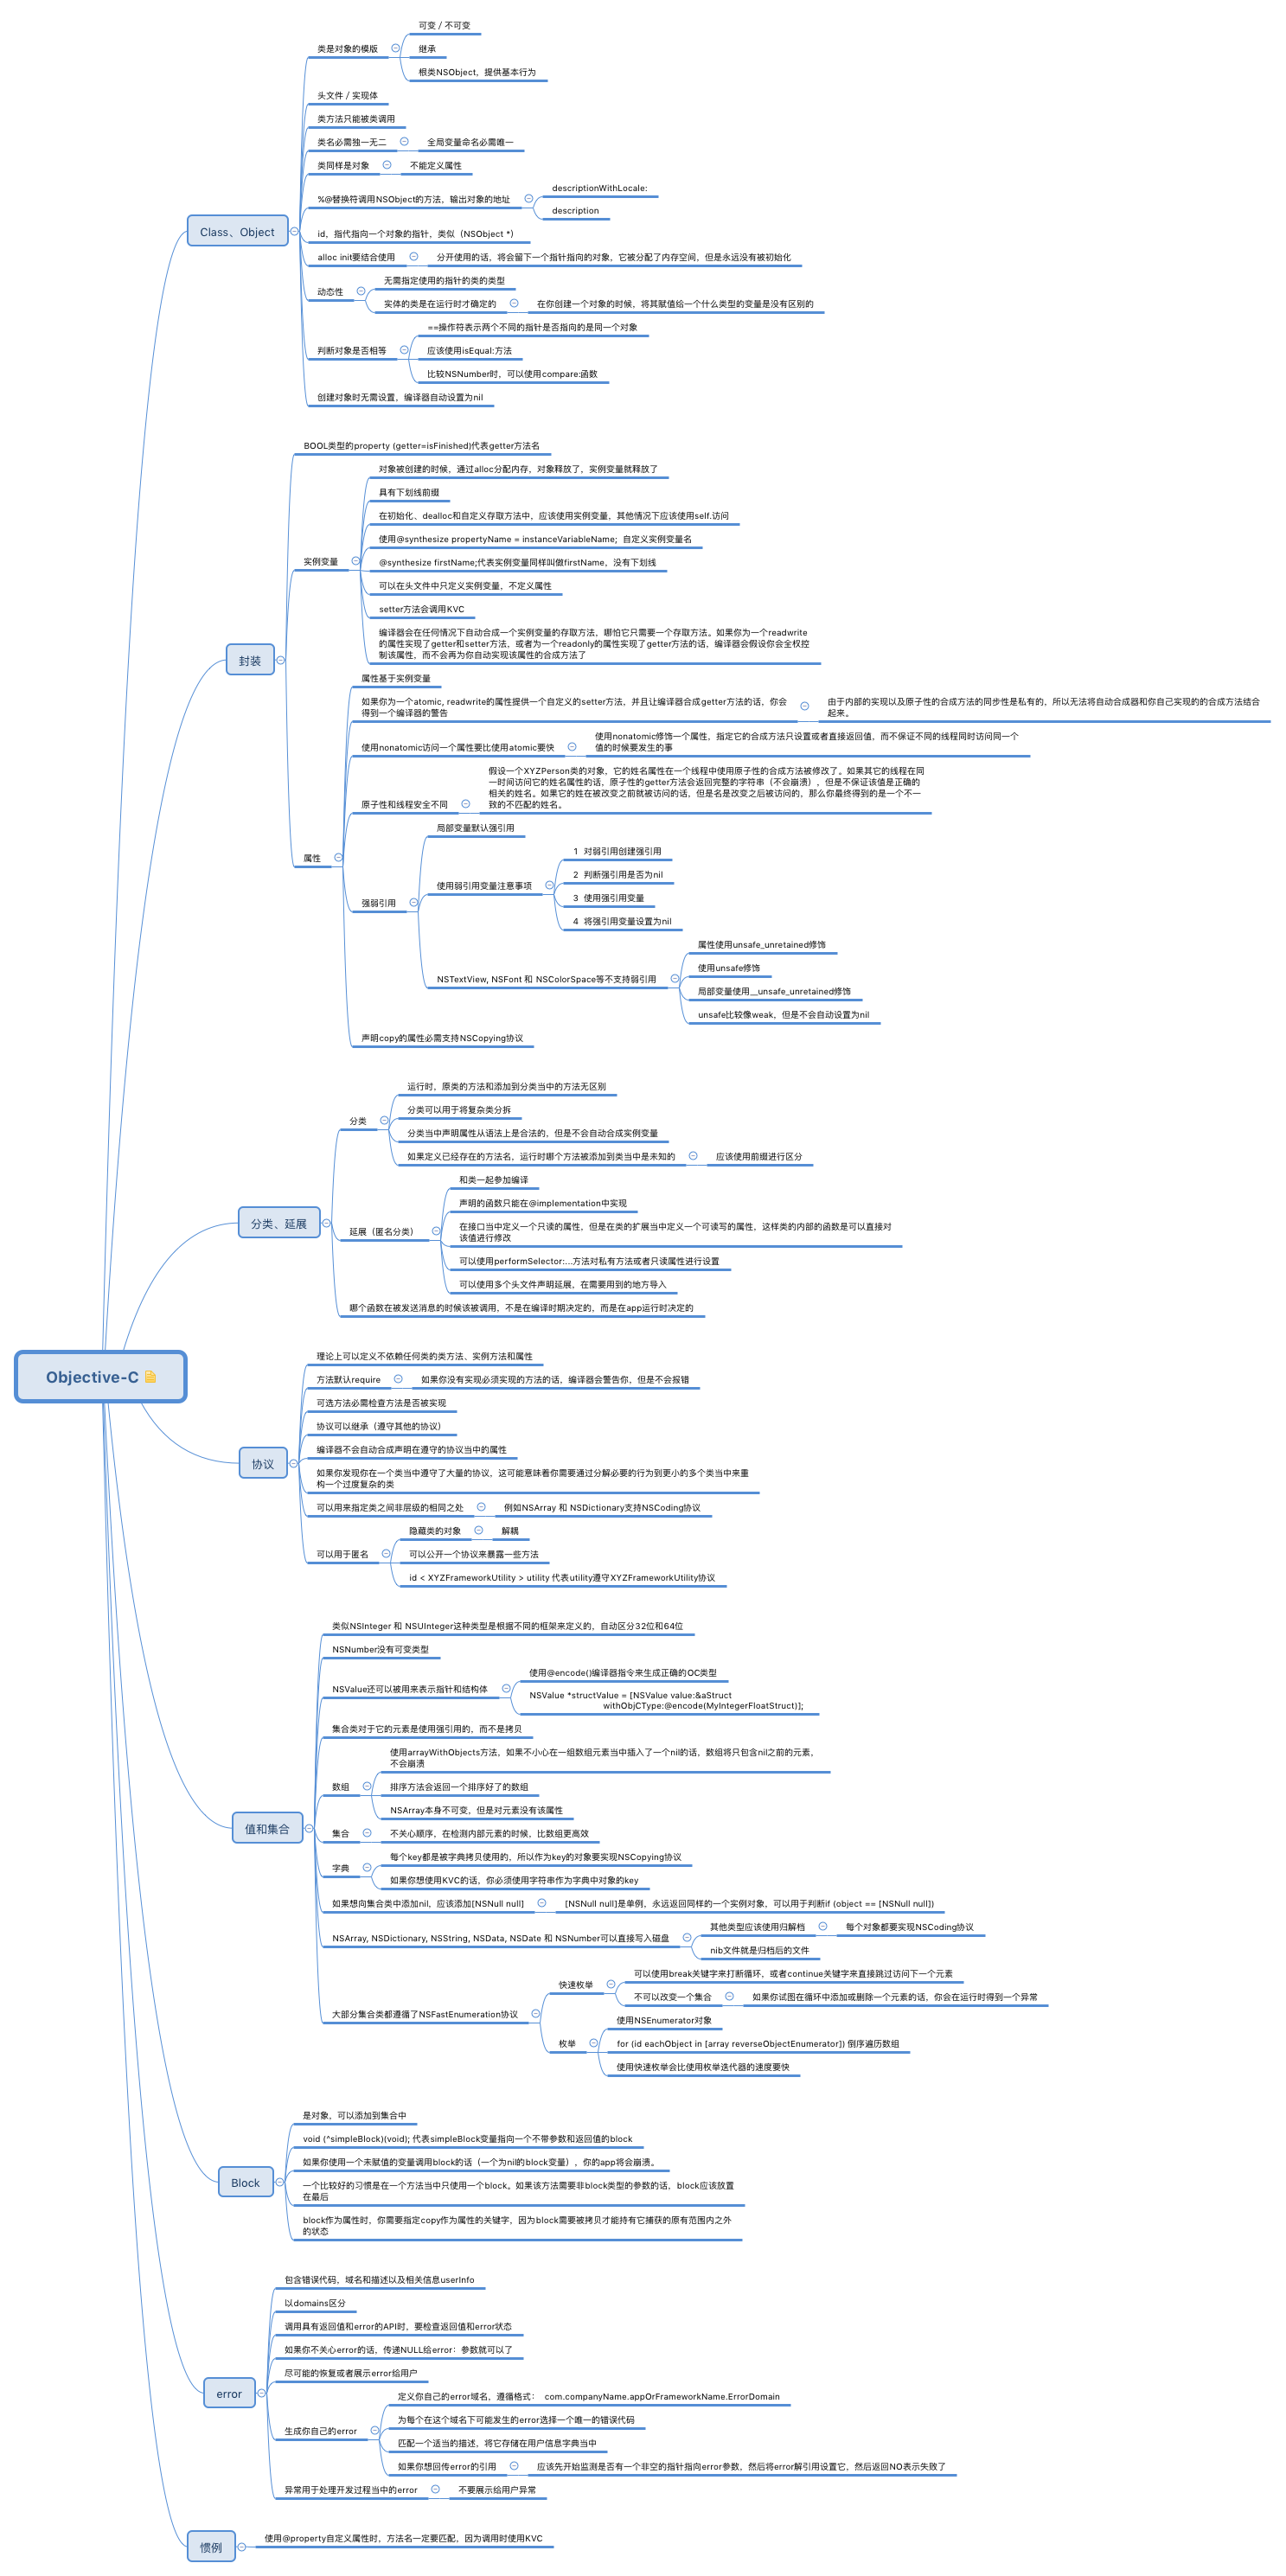 Objective-C
Class、Object
类是对象的模版
可变 / 不可变
继承
根类NSObject，提供基本行为
头文件 / 实现体
类方法只能被类调用
类名必需独一无二
全局变量命名必需唯一
类同样是对象
不能定义属性
%@替换符调用NSObject的方法，输出对象的地址
descriptionWithLocale:
description
id，指代指向一个对象的指针，类似（NSObject *）
alloc init要结合使用
分开使用的话，将会留下一个指针指向的对象，它被分配了内存空间，但是永远没有被初始化
动态性
无需指定使用的指针的类的类型
实体的类是在运行时才确定的
在你创建一个对象的时候，将其赋值给一个什么类型的变量是没有区别的
判断对象是否相等
==操作符表示两个不同的指针是否指向的是同一个对象
应该使用isEqual:方法
比较NSNumber时，可以使用compare:函数
创建对象时无需设置，编译器自动设置为nil
封装
BOOL类型的property (getter=isFinished)代表getter方法名
实例变量
对象被创建的时候，通过alloc分配内存，对象释放了，实例变量就释放了
具有下划线前缀
在初始化、dealloc和自定义存取方法中，应该使用实例变量，其他情况下应该使用self.访问
使用@synthesize propertyName = instanceVariableName;  自定义实例变量名
@synthesize firstName;代表实例变量同样叫做firstName，没有下划线
可以在头文件中只定义实例变量，不定义属性
setter方法会调用KVC
编译器会在任何情况下自动合成一个实例变量的存取方法，哪怕它只需要一个存取方法。如果你为一个readwrite
的属性实现了getter和setter方法，或者为一个readonly的属性实现了getter方法的话，编译器会假设你会全权控
制该属性，而不会再为你自动实现该属性的合成方法了
属性
属性基于实例变量
如果你为一个atomic, readwrite的属性提供一个自定义的setter方法，并且让编译器合成getter方法的话，你会
得到一个编译器的警告
由于内部的实现以及原子性的合成方法的同步性是私有的，所以无法将自动合成器和你自己实现的的合成方法结合
起来。
使用nonatomic访问一个属性要比使用atomic要快
使用nonatomic修饰一个属性，指定它的合成方法只设置或者直接返回值，而不保证不同的线程同时访问同一个
值的时候要发生的事
原子性和线程安全不同
假设一个XYZPerson类的对象，它的姓名属性在一个线程中使用原子性的合成方法被修改了。如果其它的线程在同
一时间访问它的姓名属性的话，原子性的getter方法会返回完整的字符串（不会崩溃），但是不保证该值是正确的
相关的姓名。如果它的姓在被改变之前就被访问的话，但是名是改变之后被访问的，那么你最终得到的是一个不一
致的不匹配的姓名。
强弱引用
局部变量默认强引用
使用弱引用变量注意事项
1  对弱引用创建强引用
2  判断强引用是否为nil
3  使用强引用变量
4  将强引用变量设置为nil
NSTextView, NSFont 和 NSColorSpace等不支持弱引用
属性使用unsafe_unretained修饰
使用unsafe修饰
局部变量使用__unsafe_unretained修饰
unsafe比较像weak，但是不会自动设置为nil
声明copy的属性必需支持NSCopying协议
分类、延展
分类
运行时，原类的方法和添加到分类当中的方法无区别
分类可以用于将复杂类分拆
分类当中声明属性从语法上是合法的，但是不会自动合成实例变量
如果定义已经存在的方法名，运行时哪个方法被添加到类当中是未知的
应该使用前缀进行区分
延展（匿名分类）
和类一起参加编译
声明的函数只能在@implementation中实现
在接口当中定义一个只读的属性，但是在类的扩展当中定义一个可读写的属性，这样类的内部的函数是可以直接对
该值进行修改
可以使用performSelector:...方法对私有方法或者只读属性进行设置
可以使用多个头文件声明延展，在需要用到的地方导入
哪个函数在被发送消息的时候该被调用，不是在编译时期决定的，而是在app运行时决定的
协议
理论上可以定义不依赖任何类的类方法、实例方法和属性
方法默认require
如果你没有实现必须实现的方法的话，编译器会警告你，但是不会报错
可选方法必需检查方法是否被实现
协议可以继承（遵守其他的协议）
编译器不会自动合成声明在遵守的协议当中的属性
如果你发现你在一个类当中遵守了大量的协议，这可能意味着你需要通过分解必要的行为到更小的多个类当中来重
构一个过度复杂的类
可以用来指定类之间非层级的相同之处
例如NSArray 和 NSDictionary支持NSCoding协议
可以用于匿名
隐藏类的对象
解耦
可以公开一个协议来暴露一些方法
id < XYZFrameworkUtility > utility 代表utility遵守XYZFrameworkUtility协议
值和集合
类似NSInteger 和 NSUInteger这种类型是根据不同的框架来定义的，自动区分32位和64位
NSNumber没有可变类型
NSValue还可以被用来表示指针和结构体
使用@encode()编译器指令来生成正确的OC类型
NSValue *structValue = [NSValue value:&aStruct
withObjCType:@encode(MyIntegerFloatStruct)];
集合类对于它的元素是使用强引用的，而不是拷贝
数组
使用arrayWithObjects方法，如果不小心在一组数组元素当中插入了一个nil的话，数组将只包含nil之前的元素，
不会崩溃
排序方法会返回一个排序好了的数组
NSArray本身不可变，但是对元素没有该属性
集合
不关心顺序，在检测内部元素的时候，比数组更高效
字典
每个key都是被字典拷贝使用的，所以作为key的对象要实现NSCopying协议
如果你想使用KVC的话，你必须使用字符串作为字典中对象的key
如果想向集合类中添加nil，应该添加[NSNull null]
[NSNull null]是单例，永远返回同样的一个实例对象，可以用于判断if (object == [NSNull null])
NSArray, NSDictionary, NSString, NSData, NSDate 和 NSNumber可以直接写入磁盘
其他类型应该使用归解档
每个对象都要实现NSCoding协议
nib文件就是归档后的文件
大部分集合类都遵循了NSFastEnumeration协议
快速枚举
可以使用break关键字来打断循环，或者continue关键字来直接跳过访问下一个元素
不可以改变一个集合
如果你试图在循环中添加或删除一个元素的话，你会在运行时得到一个异常
枚举
使用NSEnumerator对象
for (id eachObject in [array reverseObjectEnumerator]) 倒序遍历数组
使用快速枚举会比使用枚举迭代器的速度要快
Block
是对象，可以添加到集合中
void (^simpleBlock)(void); 代表simpleBlock变量指向一个不带参数和返回值的block
如果你使用一个未赋值的变量调用block的话（一个为nil的block变量），你的app将会崩溃。
一个比较好的习惯是在一个方法当中只使用一个block。如果该方法需要非block类型的参数的话，block应该放置
在最后
block作为属性时，你需要指定copy作为属性的关键字，因为block需要被拷贝才能持有它捕获的原有范围内之外
的状态
error
包含错误代码，域名和描述以及相关信息userInfo
以domains区分
调用具有返回值和error的API时，要检查返回值和error状态
如果你不关心error的话，传递NULL给error：参数就可以了
尽可能的恢复或者展示error给用户
生成你自己的error
定义你自己的error域名，遵循格式：  com.companyName.appOrFrameworkName.ErrorDomain
为每个在这个域名下可能发生的error选择一个唯一的错误代码
匹配一个适当的描述，将它存储在用户信息字典当中
如果你想回传error的引用
应该先开始监测是否有一个非空的指针指向error参数，然后将error解引用设置它，然后返回NO表示失败了
异常用于处理开发过程当中的error
不要展示给用户异常
惯例
使用@property自定义属性时，方法名一定要匹配，因为调用时使用KVC